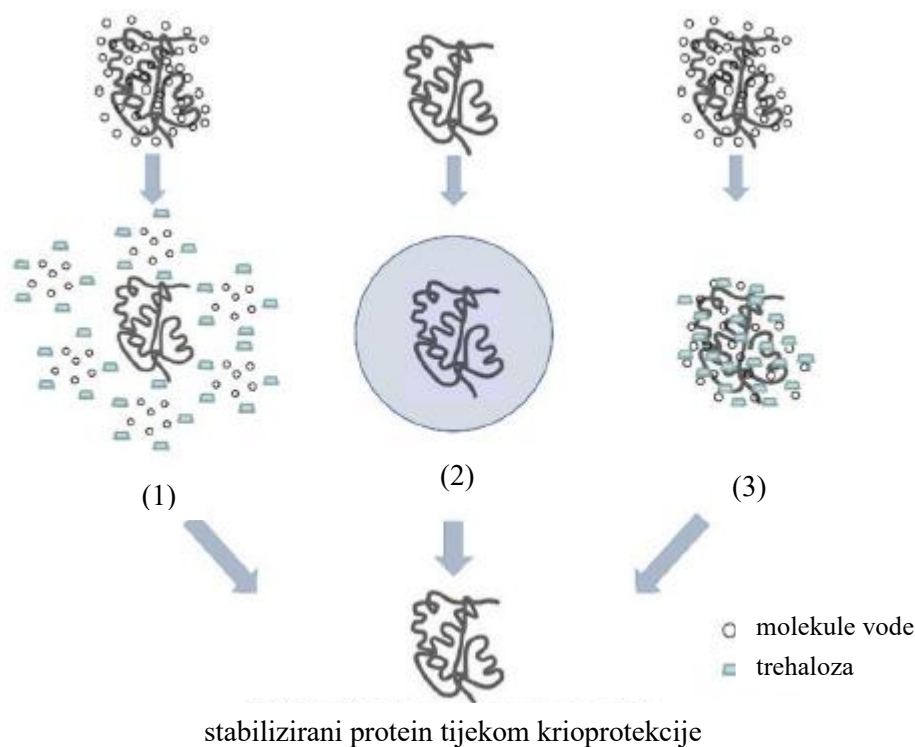 (1)
(2)
(3)
molekule vode
trehaloza
stabilizirani protein tijekom krioprotekcije